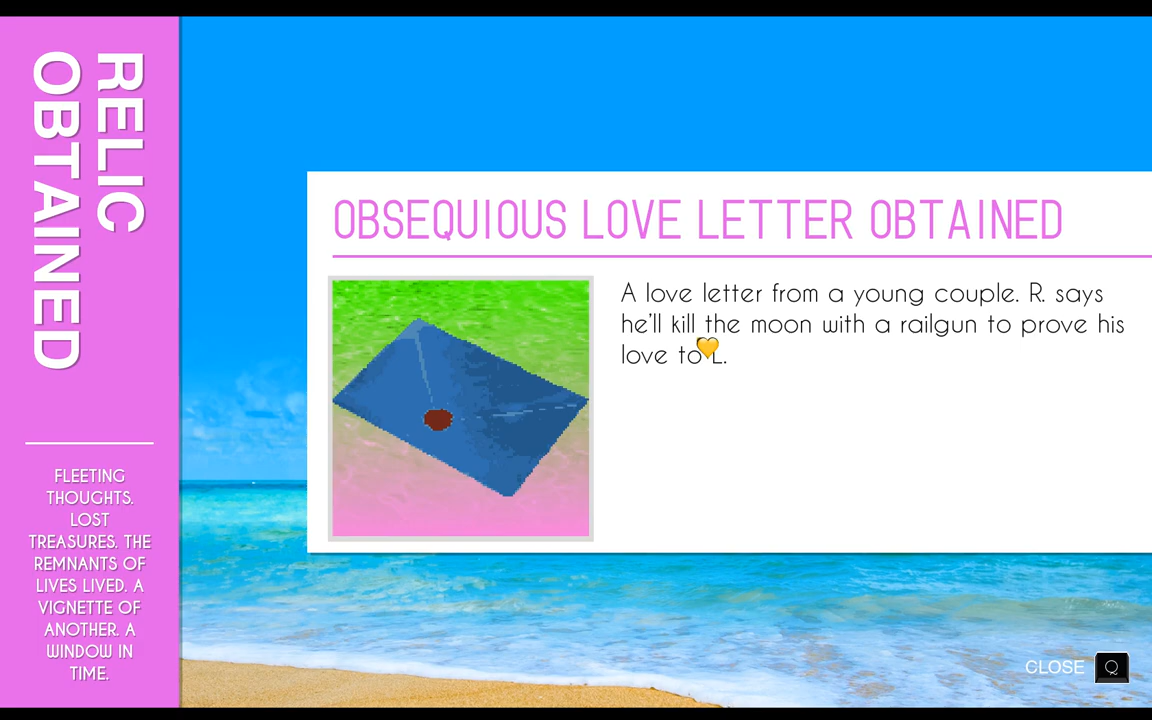 RELIC
OBTAINED
FLEETING
THOUGHTS.
LOST
TREASURES. THE
REMNANTS OF
LIVES LIVED. A
VIGNETTE OF
ANOTHER. A
WINDOW IN
TIME.
OBSEQUIOUS LOVE LETTER OBTAINED
A love letter from a young couple. R. says
he'll kill the moon with a railgun to prove his
love to L.
CLOSE Q